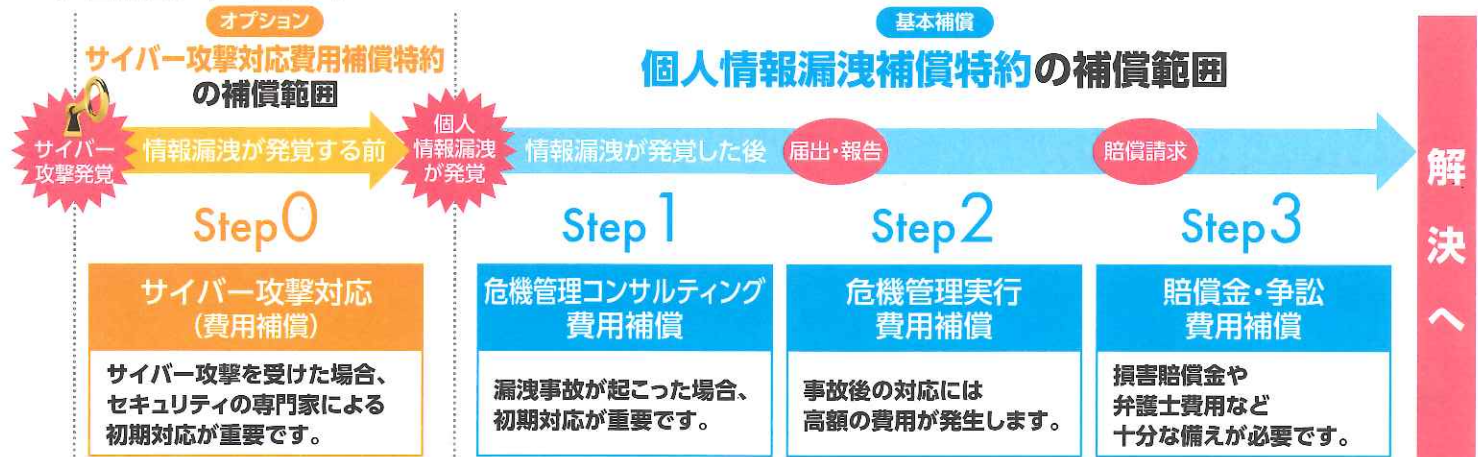 オプション
サイバー攻撃対応費用補償特約
の補償範囲
基本補償
個人情報漏洩補償特約の補償範囲
サイバー
攻撃発覚
情報漏洩が発覚する前
個人
情報漏洩
が発覚
情報漏洩が発覚した後
届出・報告
賠償請求
解決へ
Step0
サイバー攻撃対応
(費用補償)
サイバー攻撃を受けた場合、
セキュリティの専門家による
初期対応が重要です。
Step1
危機管理コンサルティング
費用補償
漏洩事故が起こった場合、
初期対応が重要です。
Step2
危機管理実行
費用補償
事故後の対応には
高額の費用が発生します。
Step3
賠償金・争訟
費用補償
損害賠償金や
弁護士費用など
十分な備えが必要です。